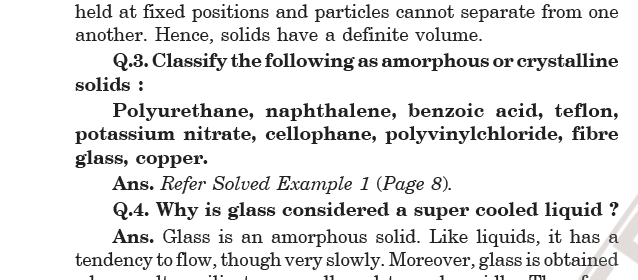 held at fixed positions and particles cannot separate from one
another. Hence, solids have a definite volume.
Q.3. Classify the following as amorphous or crystalline
solids :
Polyurethane, naphthalene, benzoic acid, teflon,
potassium nitrate, cellophane, polyvinylchloride, fibre
glass, copper.
Ans. Refer Solved Example 1 (Page 8).
Q.4. Why is glass considered a super cooled liquid ?
Ans. Glass is an amorphous solid. Like liquids, it has a
tendency to flow, though very slowly. Moreover, glass is obtained